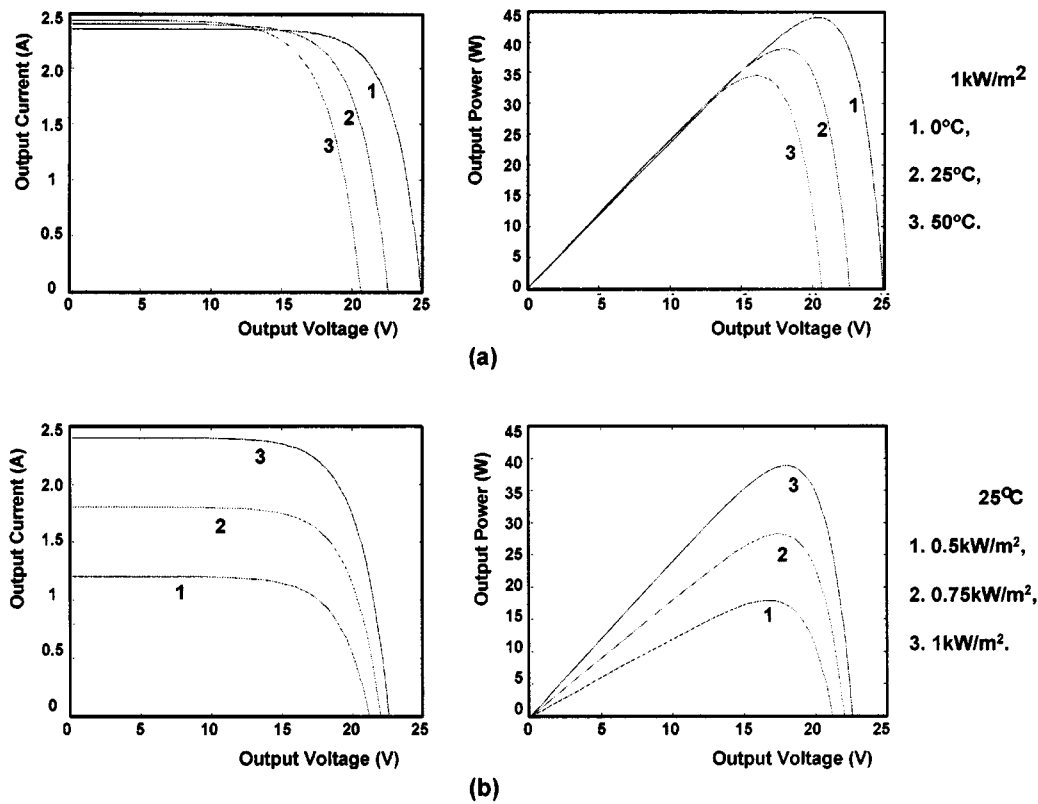 Output Current (A)
2.5
2
1.5
1
0.5
0
1
2
3
0 5 10 15 20 25
Output Voltage (V)
Output Power (W)
45
40
35
30
25
20
15
10
5
0
1
2
3
0 5 10 15 20 25
Output Voltage (V)
1kW/m²
1. 0°C,
2. 25°C,
3. 50°C.
(a)
Output Current (A)
2.5
2.0
1.5
1
0.5
0
3
2
1
0 5 10 15 20 25
Output Voltage (V)
Output Power (W)
45
40
35
30
25
20
15
10
5
0
3
2
1
0 5 10 15 20 25
Output Voltage (V)
25°C
1. 0.5kW/m²,
2. 0.75kW/m²,
3. 1kW/m².
(b)